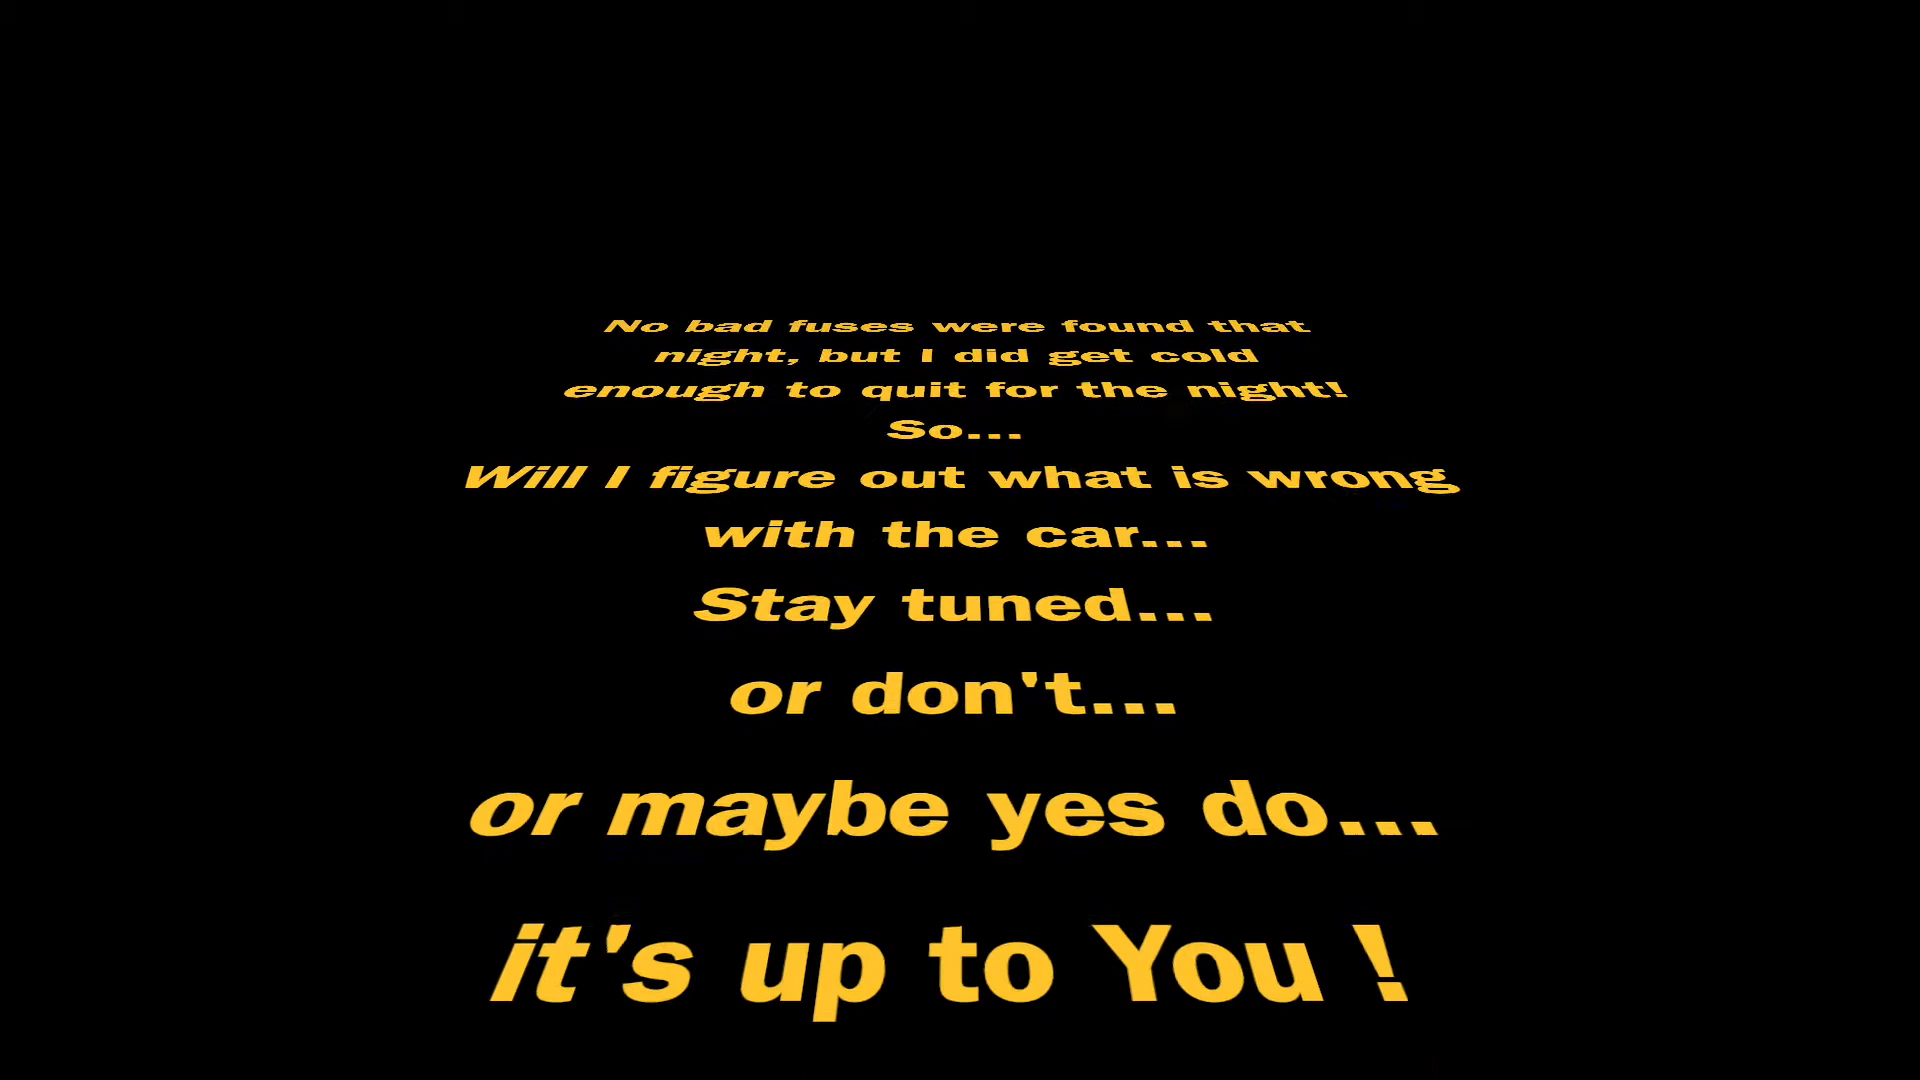 No bad fuses were found that
night, but I did get cold
enough to quit for the night!
So...
Will I figure out what is wrong
with the car...
Stay tuned...
or don't...
or maybe yes do...
it's up to You !